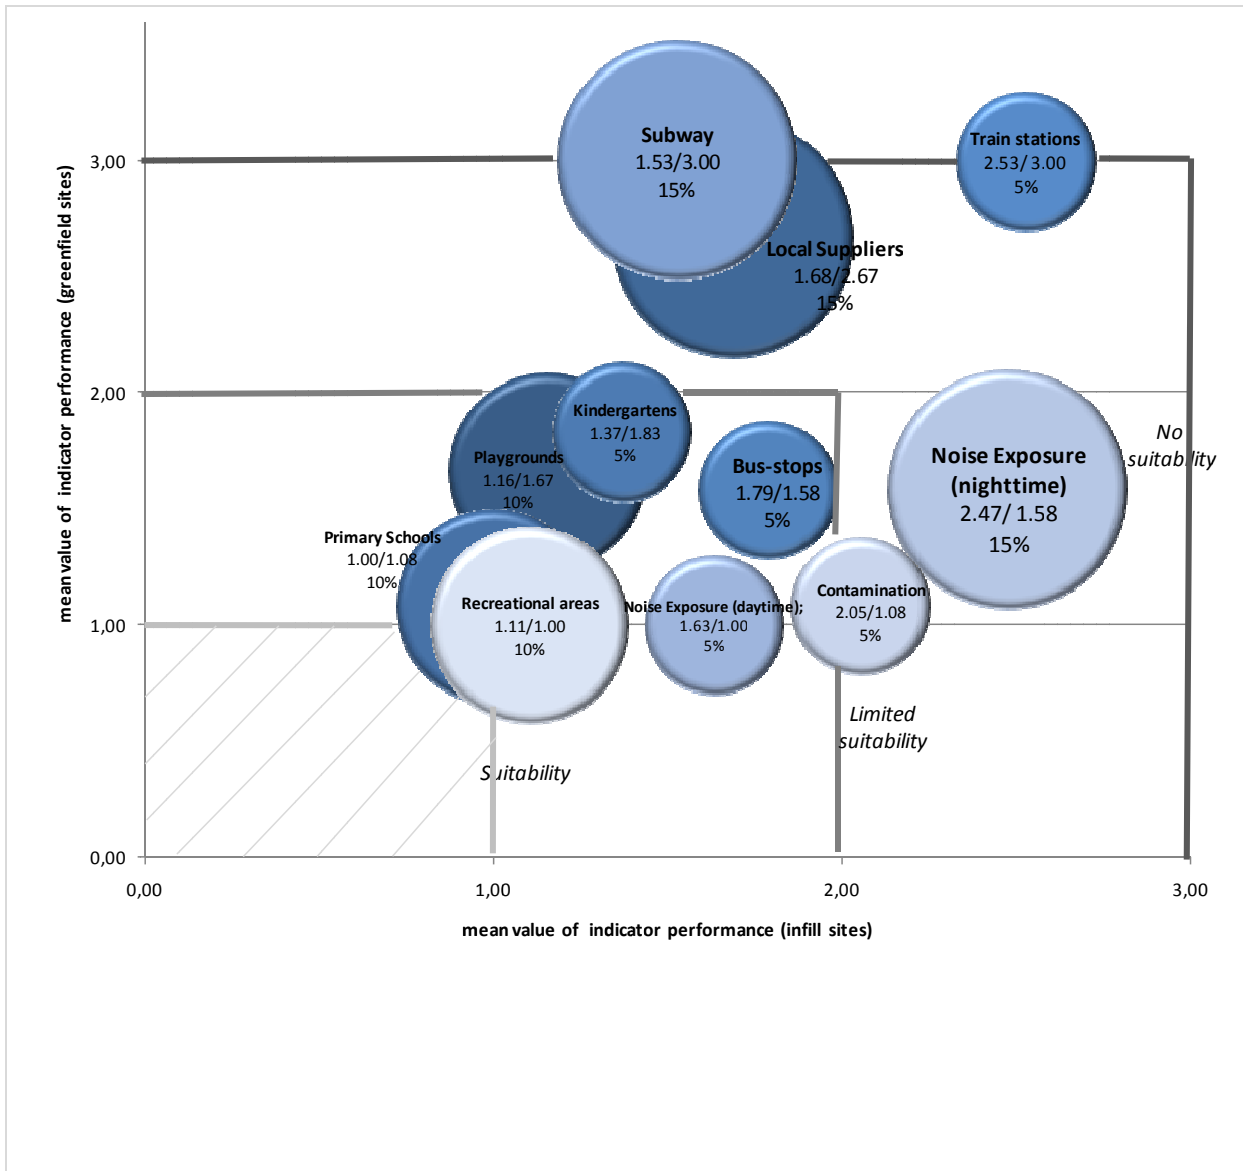 mean value of indicator performance (greenfield sites)
3,00
2,00
1,00
0,00
Subway
1.53/3.00
15%
Train stations
2.53/ 3.00
5%
Local Suppliers
1.68/2.67
15%
Kindergartens
1.37/1.83
5%
Playgrounds
1.16/1.67
10%
Bus-stops
1.79/1.58
5%
Noise Exposure
(nighttime)
2.47/ 1.58
15%
No
suitability
Primary Schools
1.00/1.08
10%
Recreational areas
1.11/1.00
10%
Noise Exposure (daytime);
1.63/1.00
5%
Contamination
2.05/1.08
5%
Limited
suitability
Suitability
0,00
1,00
2,00
3,00
mean value of indicator performance (infill sites)